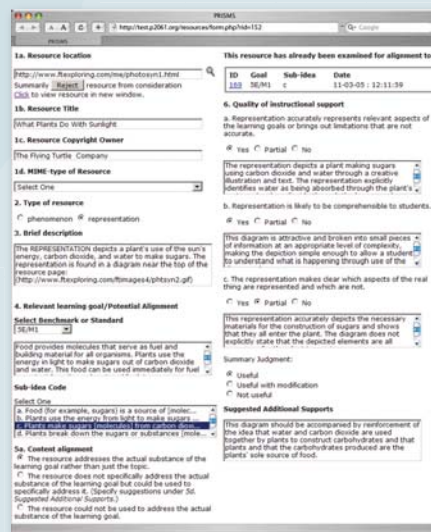 PRISMS
http://test.p2061.org/resources/form.php?rid=152
Google
PRISMS
1a. Resource location
http://www.ftexploring.com/me/photosyn1.html
Summarily Reject resource from consideration
Click to view resource in new window.
1b. Resource Title
What Plants Do With Sunlight
1c. Resource Copyright Owner
The Flying Turtle Company
1d. MIME-type of Resource
Select One
2. Type of resource
phenomenon representation
3. Brief description
The REPRESENTATION depicts a plant's use of the sun's
energy, carbon dioxide, and water to make sugars. The
representation is found in a diagram near the top of the
resource page:
(http://www.ftexploring.com/ftimages4/phtsyn2.gif)
4. Relevant learning goal/Potential Alignment
Select Benchmark or Standard
5E/M1
Food provides molecules that serve as fuel and
building material for all organisms. Plants use the
energy in light to make sugars out of carbon dioxide
and water. This food can be used immediately for fuel
Sub-idea Code
Select One
a. Food (for example, sugars) is a source of [molec...
b. Plants use the energy from light to make sugars ...
c. Plants make sugars [molecules] from carbon dioxi...
d. Plants break down the sugars or substances [mole...
5a. Content alignment
The resource addresses the actual substance of the
learning goal rather than just the topic.
The resource does not specifically address the actual
substance of the learning goal but could be used to
specifically address it. (Specify suggestions under 5d.
Suggested Additional Supports.)
The resource could not be used to address the actual
substance of the learning goal.
This resource has already been examined for alignment to
ID Goal Sub-idea Date
169 5E/M1 c 11-03-05 : 12:11:59
6. Quality of instructional support
a. Representation accurately represents relevant aspects of
the learning goals or brings out limitations that are not
accurate.
Yes Partial No
The representation depicts a plant making sugars
using carbon dioxide and water through a creative
illustration and text. The representation explicitly
identifies water as being absorbed through the plant's
b. Representation is likely to be comprehensible to students.
Yes Partial No
This diagram is attractive and broken into small pieces
of information at an appropriate level of complexity,
making the depiction simple enough to allow a student
to understand what is happening through use of the
c. The representation makes clear which aspects of the real
thing are represented and which are not.
Yes Partial No
This representation accurately depicts the necessary
materials for the construction of sugars and shows
that they all enter the plant. The diagram does not
explicitly state that the depicted elements are all
Summary Judgment:
Useful
Useful with modification
Not useful
Suggested Additional Supports
This diagram should be accompanied by reinforcement of
the idea that water and carbon dioxide are used
together by plants to construct carbohydrates and that
plants and that the carbohydrates produced are the
plants' sole source of food.